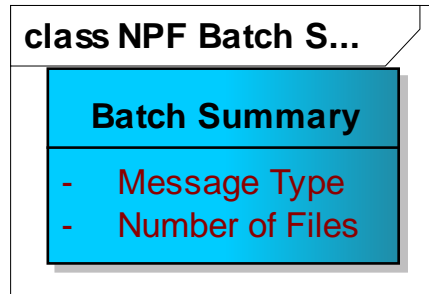 class NPF Batch S...
Batch Summary
- Message Type
- Number of Files